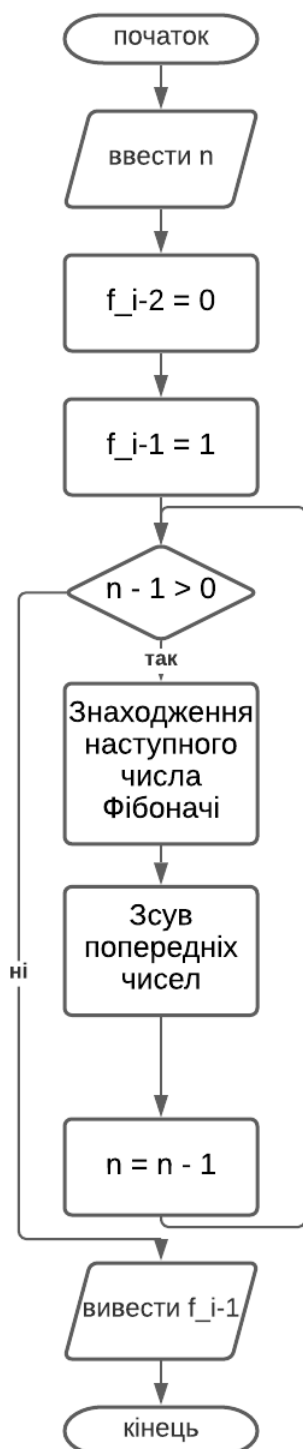 початок
ввести n
f_i-2 = 0
f_i-1 = 1
n - 1 > 0
так
Знаходження
наступного
числа
Фібоначі
Зсув
попередніх
чисел
ні
n = n - 1
вивести f_i-1
кінець